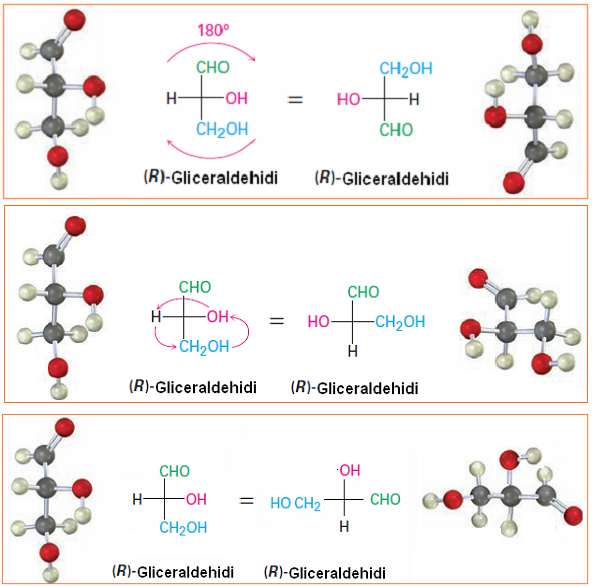 180º
CHO CH₂OH
H OH = HO H
CH₂OH CHO
(R)-Gliceraldehidi (R)-Gliceraldehidi
CHO CHO
H OH = HO CH₂OH
CH₂OH H
(R)-Gliceraldehidi (R)-Gliceraldehidi
CHO OH
H OH = HO CH₂ CHO
CH₂OH H
(R)-Gliceraldehidi (R)-Gliceraldehidi